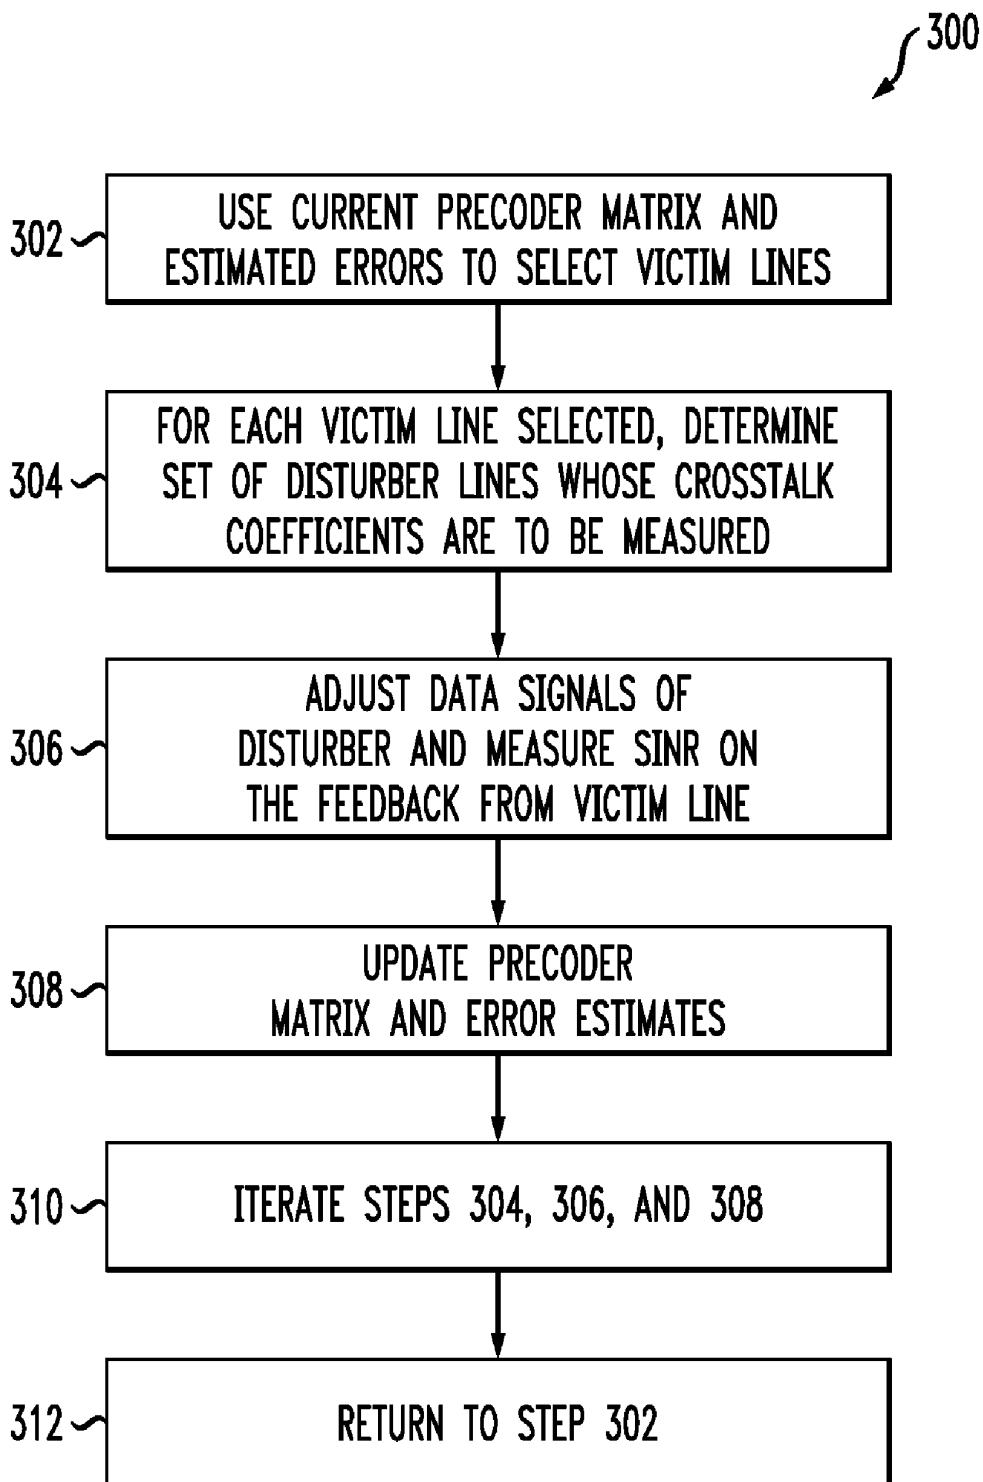 300
302
USE CURRENT PRECODER MATRIX AND
ESTIMATED ERRORS TO SELECT VICTIM LINES
304
FOR EACH VICTIM LINE SELECTED, DETERMINE
SET OF DISTURBER LINES WHOSE CROSSTALK
COEFFICIENTS ARE TO BE MEASURED
306
ADJUST DATA SIGNALS OF
DISTURBER AND MEASURE SINR ON
THE FEEDBACK FROM VICTIM LINE
308
UPDATE PRECODER
MATRIX AND ERROR ESTIMATES
310
ITERATE STEPS 304, 306, AND 308
312
RETURN TO STEP 302